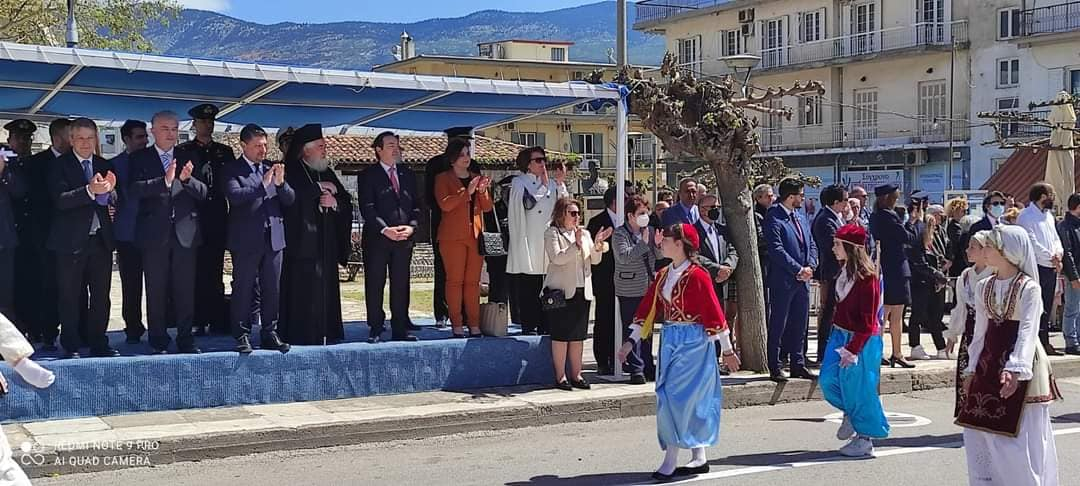 REDMI NOTE 9 PRO
AI QUAD CAMERA